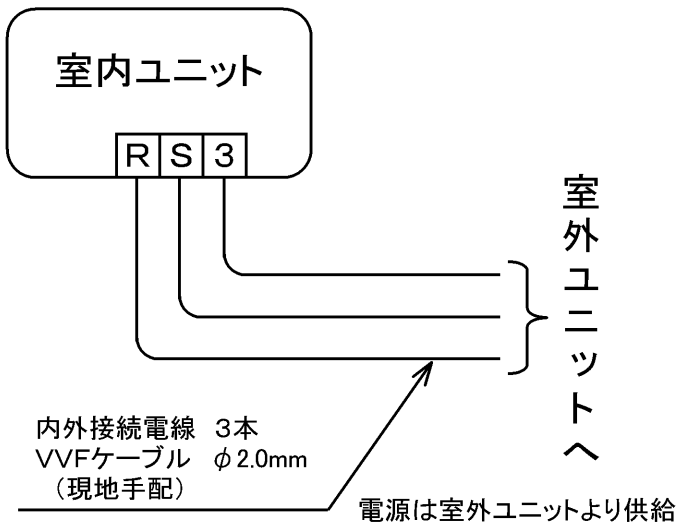 室内ユニット
R S 3
室外ユニットへ
内外接続電線 3本
VVFケーブル φ2.0mm
(現地手配)
電源は室外ユニットより供給